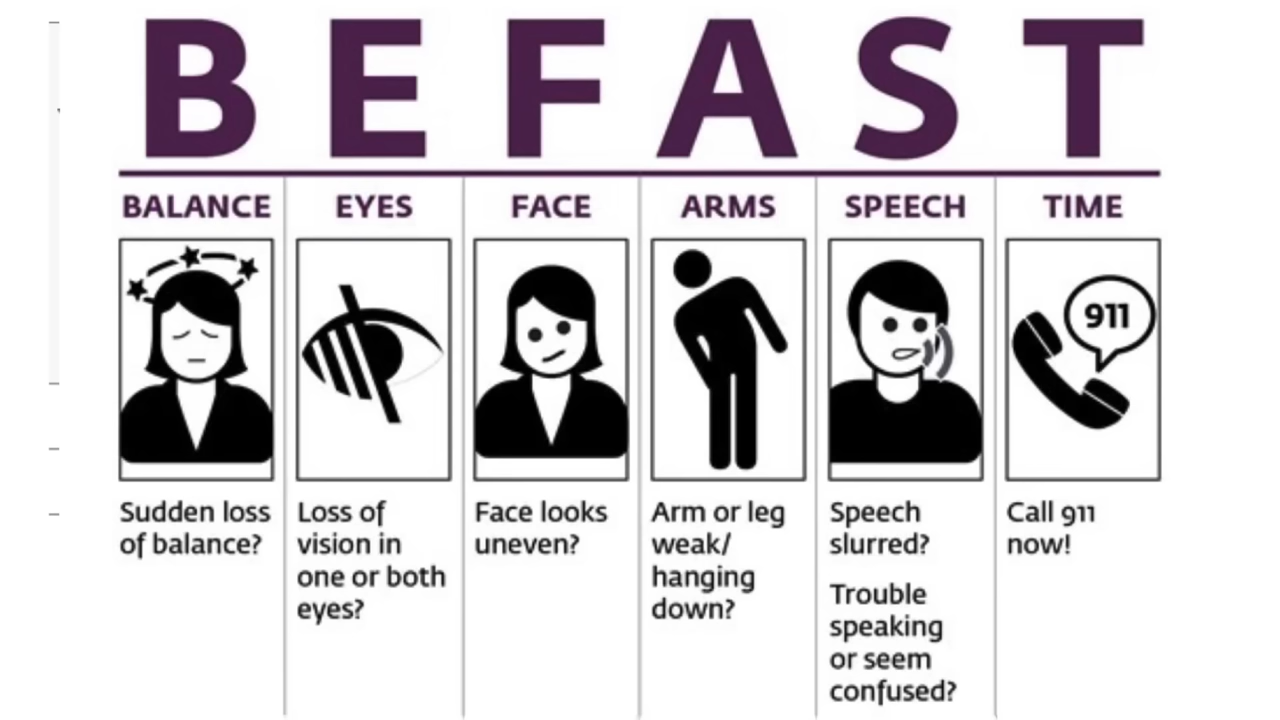 B E F A S T
BALANCE
EYES
FACE
ARMS
SPEECH
TIME
911
Sudden loss
of balance?
Loss of
vision in
one or both
eyes?
Face looks
uneven?
Arm or leg
weak/
hanging
down?
Speech
slurred?
Trouble
speaking
or seem
confused?
Call 911
now!